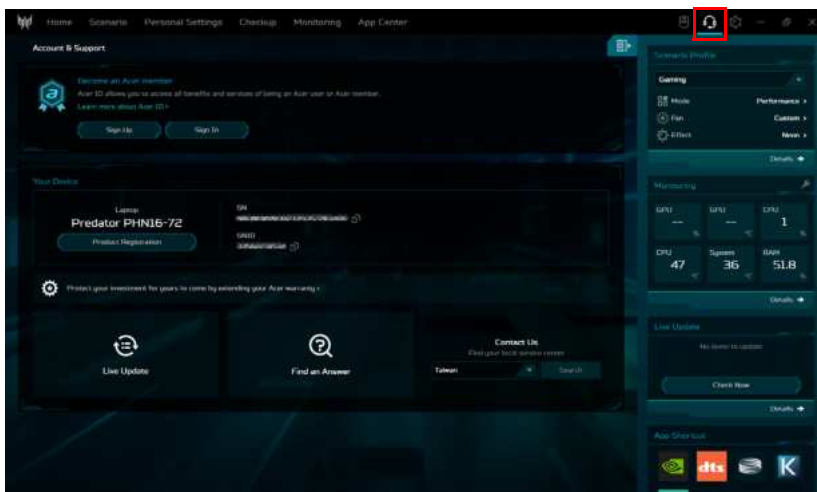 Home Scenario Personal Settings Checkup Monitoring App Center
Account & Support
Become an Acer member
Acer ID allows you to access all benefits and services of being an Acer user or Acer member.
Learn more about Acer ID >
Sign Up
Sign In
Your Device
Laptop
Predator PHN16-72
Product Registration
SN
SNID
Protect your investment for years to come by extending your Acer warranty >
Live Update
Find an Answer
Contact Us
Find your local service center
Taiwan
Search
Scenario Profile
Gaming
Mode Performance >
Fan Custom >
Effect Neon >
Details
Monitoring
GPU GPU CPU
-- -- 1
% °C %
CPU System RAM
47 36 51.8
°C °C %
Details
Live Update
No items to update
Check Now
Details
App Shortcut
dts K